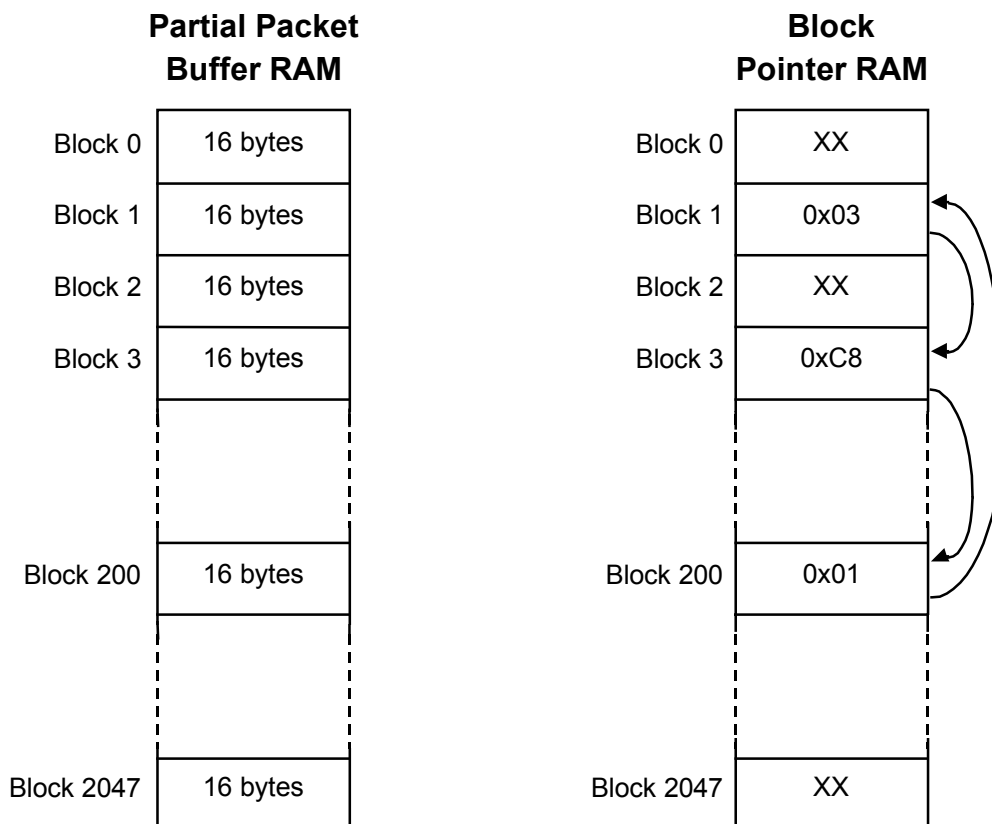 Partial Packet
Buffer RAM
Block 0 16 bytes
Block 1 16 bytes
Block 2 16 bytes
Block 3 16 bytes
Block 200 16 bytes
Block 2047 16 bytes
Block
Pointer RAM
Block 0 XX
Block 1 0x03
Block 2 XX
Block 3 0xC8
Block 200 0x01
Block 2047 XX